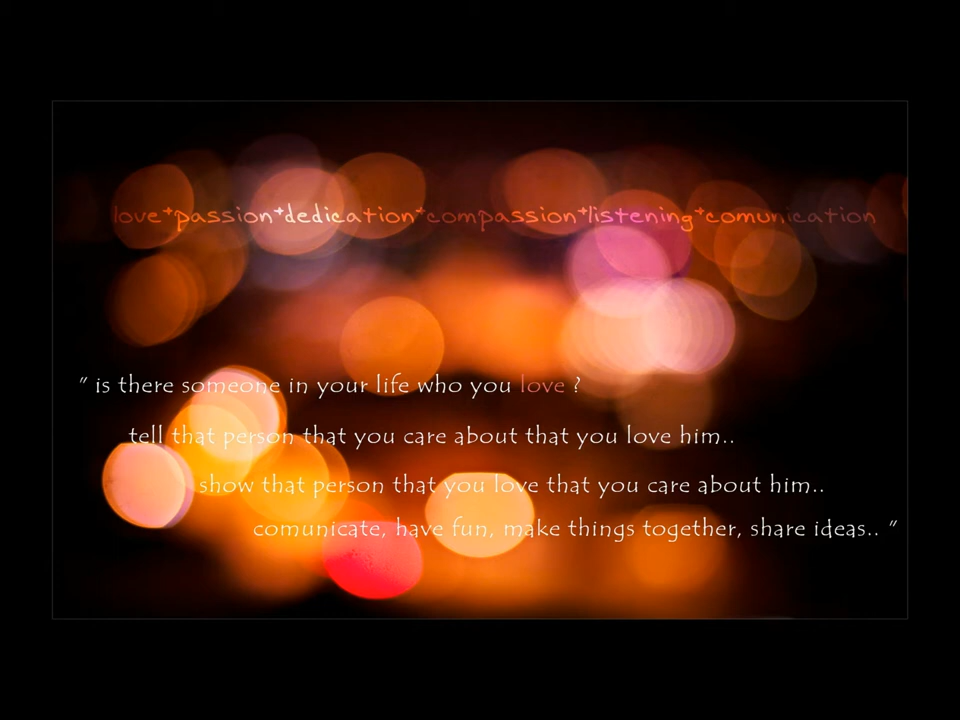 love+passion+dedication+compassion+listening+comunication
" is there someone in your life who you love ?
tell that person that you care about that you love him..
show that person that you love that you care about him..
comunicate, have fun, make things together, share ideas.. "